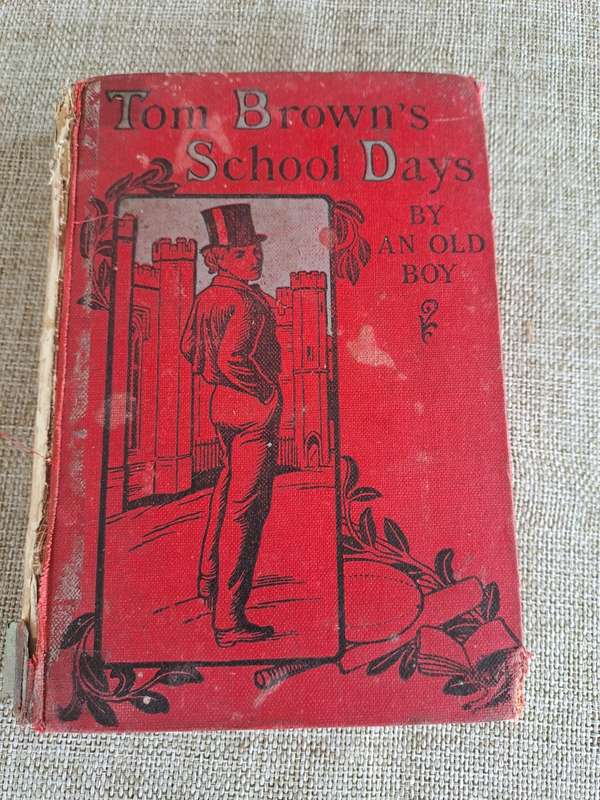 Tom Brown's
School Days
BY
AN OLD
BOY